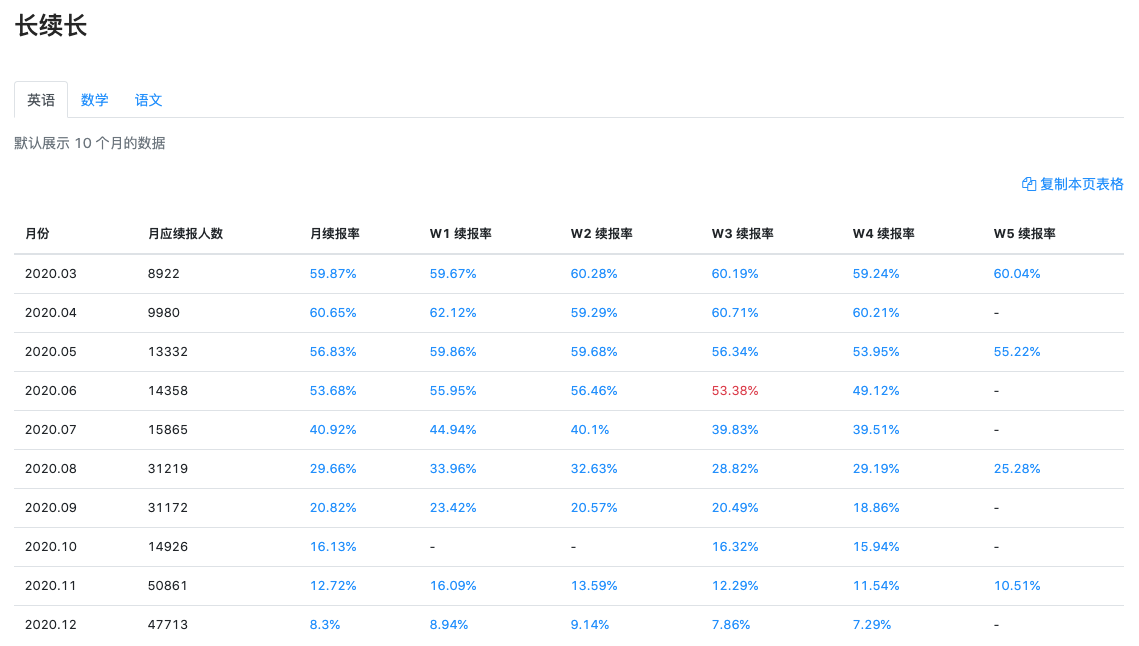 长续长
英语 数学 语文
默认展示 10 个月的数据
复制本页表格
月份 月应续报人数 月续报率 W1 续报率 W2 续报率 W3 续报率 W4 续报率 W5 续报率
2020.03 8922 59.87% 59.67% 60.28% 60.19% 59.24% 60.04%
2020.04 9980 60.65% 62.12% 59.29% 60.71% 60.21% -
2020.05 13332 56.83% 59.86% 59.68% 56.34% 53.95% 55.22%
2020.06 14358 53.68% 55.95% 56.46% 53.38% 49.12% -
2020.07 15865 40.92% 44.94% 40.1% 39.83% 39.51% -
2020.08 31219 29.66% 33.96% 32.63% 28.82% 29.19% 25.28%
2020.09 31172 20.82% 23.42% 20.57% 20.49% 18.86% -
2020.10 14926 16.13% - - 16.32% 15.94% -
2020.11 50861 12.72% 16.09% 13.59% 12.29% 11.54% 10.51%
2020.12 47713 8.3% 8.94% 9.14% 7.86% 7.29% -